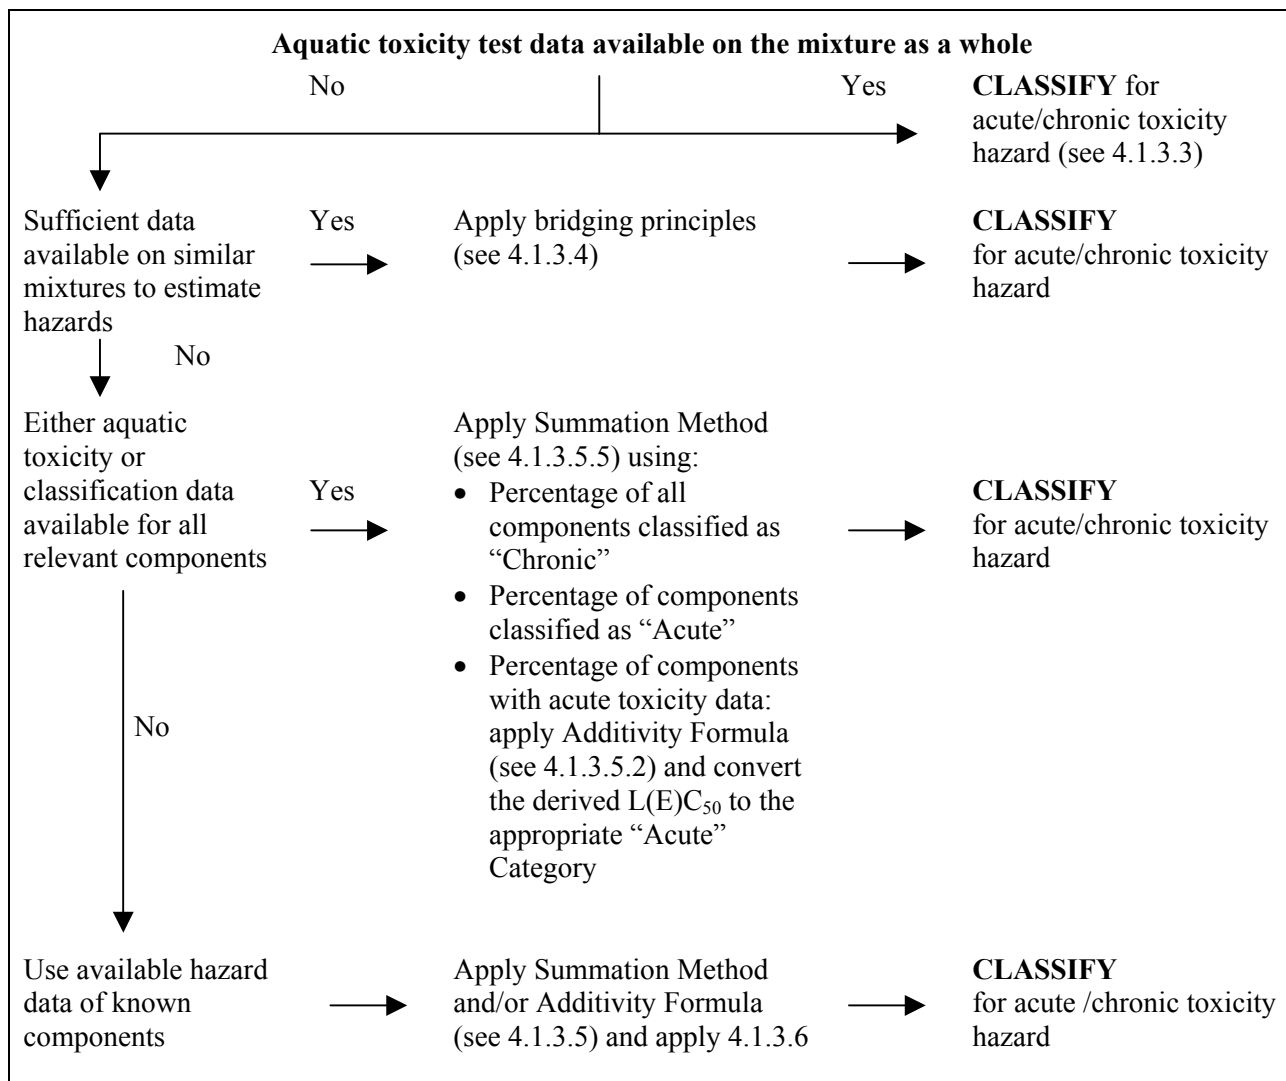 Aquatic toxicity test data available on the mixture as a whole
No
Yes
CLASSIFY for
acute/chronic toxicity
hazard (see 4.1.3.3)
Sufficient data
available on similar
mixtures to estimate
hazards
Yes
Apply bridging principles
(see 4.1.3.4)
CLASSIFY
for acute/chronic toxicity
hazard
No
Either aquatic
toxicity or
classification data
available for all
relevant components
Yes
Apply Summation Method
(see 4.1.3.5.5) using:
• Percentage of all
components classified as
“Chronic”
• Percentage of components
classified as “Acute”
• Percentage of components
with acute toxicity data:
apply Additivity Formula
(see 4.1.3.5.2) and convert
the derived L(E)C₅₀ to the
appropriate “Acute”
Category
CLASSIFY
for acute/chronic toxicity
hazard
No
Use available hazard
data of known
components
Apply Summation Method
and/or Additivity Formula
(see 4.1.3.5) and apply 4.1.3.6
CLASSIFY
for acute /chronic toxicity
hazard